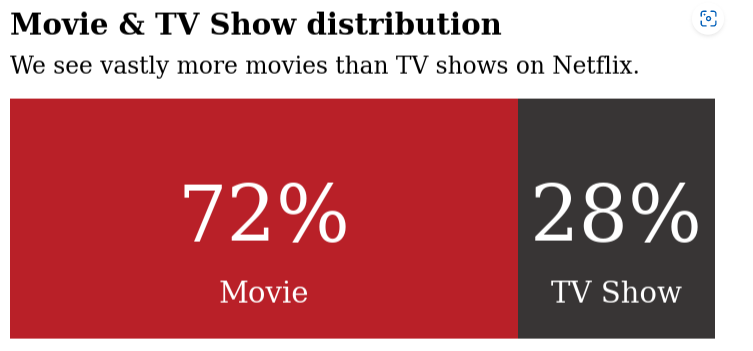 Movie & TV Show distribution
We see vastly more movies than TV shows on Netflix.
72%
28%
Movie
TV Show